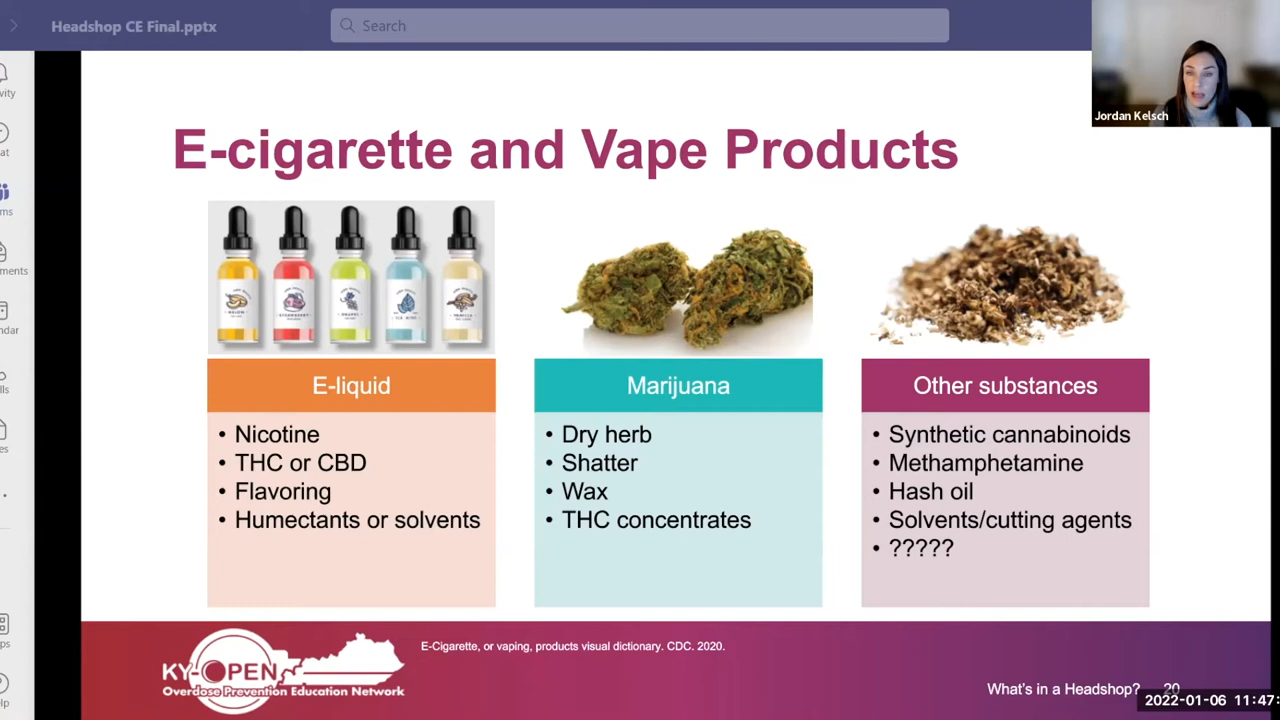 Headshop CE Final.pptx
Search
Jordan Kelsch
E-cigarette and Vape Products
E-liquid
• Nicotine
• THC or CBD
• Flavoring
• Humectants or solvents
Marijuana
• Dry herb
• Shatter
• Wax
• THC concentrates
Other substances
• Synthetic cannabinoids
• Methamphetamine
• Hash oil
• Solvents/cutting agents
• ?????
KY-OPEN
Overdose Prevention Education Network
E-Cigarette, or vaping, products visual dictionary. CDC. 2020.
What's in a Headshop? 20
2022-01-06 11:47: